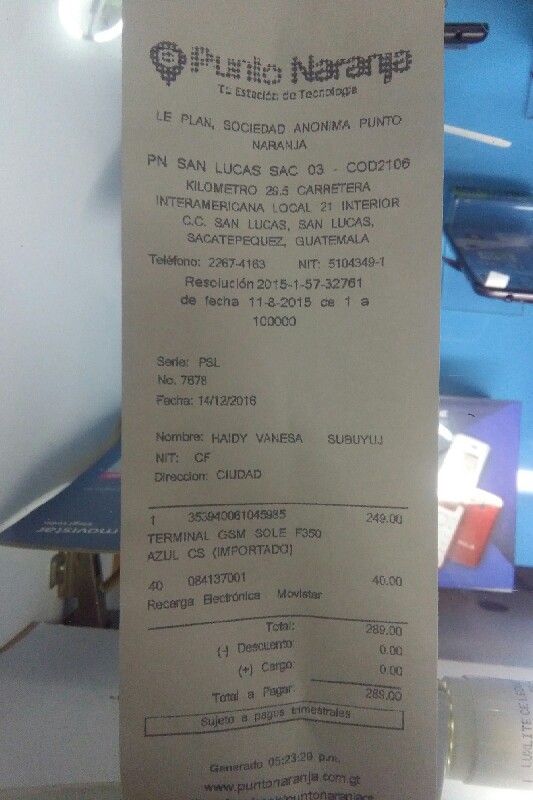 Punto Naranja
Tu Estación de Tecnología
LE PLAN, SOCIEDAD ANONIMA PUNTO
NARANJA
PN SAN LUCAS SAC 03 - COD2106
KILOMETRO 29.5 CARRETERA
INTERAMERICANA LOCAL 21 INTERIOR
C.C. SAN LUCAS, SAN LUCAS,
SACATEPEQUEZ, GUATEMALA
Teléfono: 2267-4163 NIT: 5104349-1
Resolución 2015-1-57-32761
de fecha 11-8-2015 de 1 a
100000
Serie: PSL
No. 7678
Fecha: 14/12/2016
Nombre: HAIDY VANESA SUBUYUJ
NIT: CF
Direccion: CIUDAD
1 353940061045985 249.00
TERMINAL GSM SOLE F350
AZUL CS (IMPORTADO)
40 084137001 40.00
Recarga Electrónica Movistar
Total: 289.00
(-) Descuento: 0.00
(+) Cargo: 0.00
Total a Pagar: 289.00
Sujeto a pagos trimestrales
Generado 05:23:29 p.m.
www.puntonaranja.com.gt
movistar